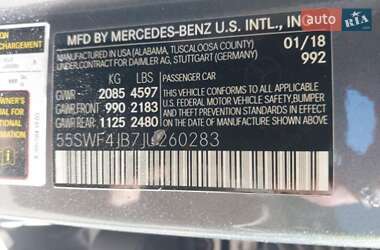 MFD BY MERCEDES-BENZ U.S. INTL., IN
MANUFACTURED IN USA (ALABAMA, TUSCALOOSA COUNTY) 01/18
UNDER CONTRACT FOR DAIMLER AG, STUTTGART (GERMANY) 992
KG LBS PASSENGER CAR
GVWR 2085 4597 THIS VEHICLE CONFORMS TO ALL APPLICABLE
GAWR FRONT 990 2183 U.S. FEDERAL MOTOR VEHICLE SAFETY, BUMPER
GAWR REAR 1125 2480 AND THEFT PREVENTION STANDARDS IN EFFECT
ON THE DATE OF MANUFACTURE SHOWN ABOVE.
55SWF4JB7JU260283
RIA.com